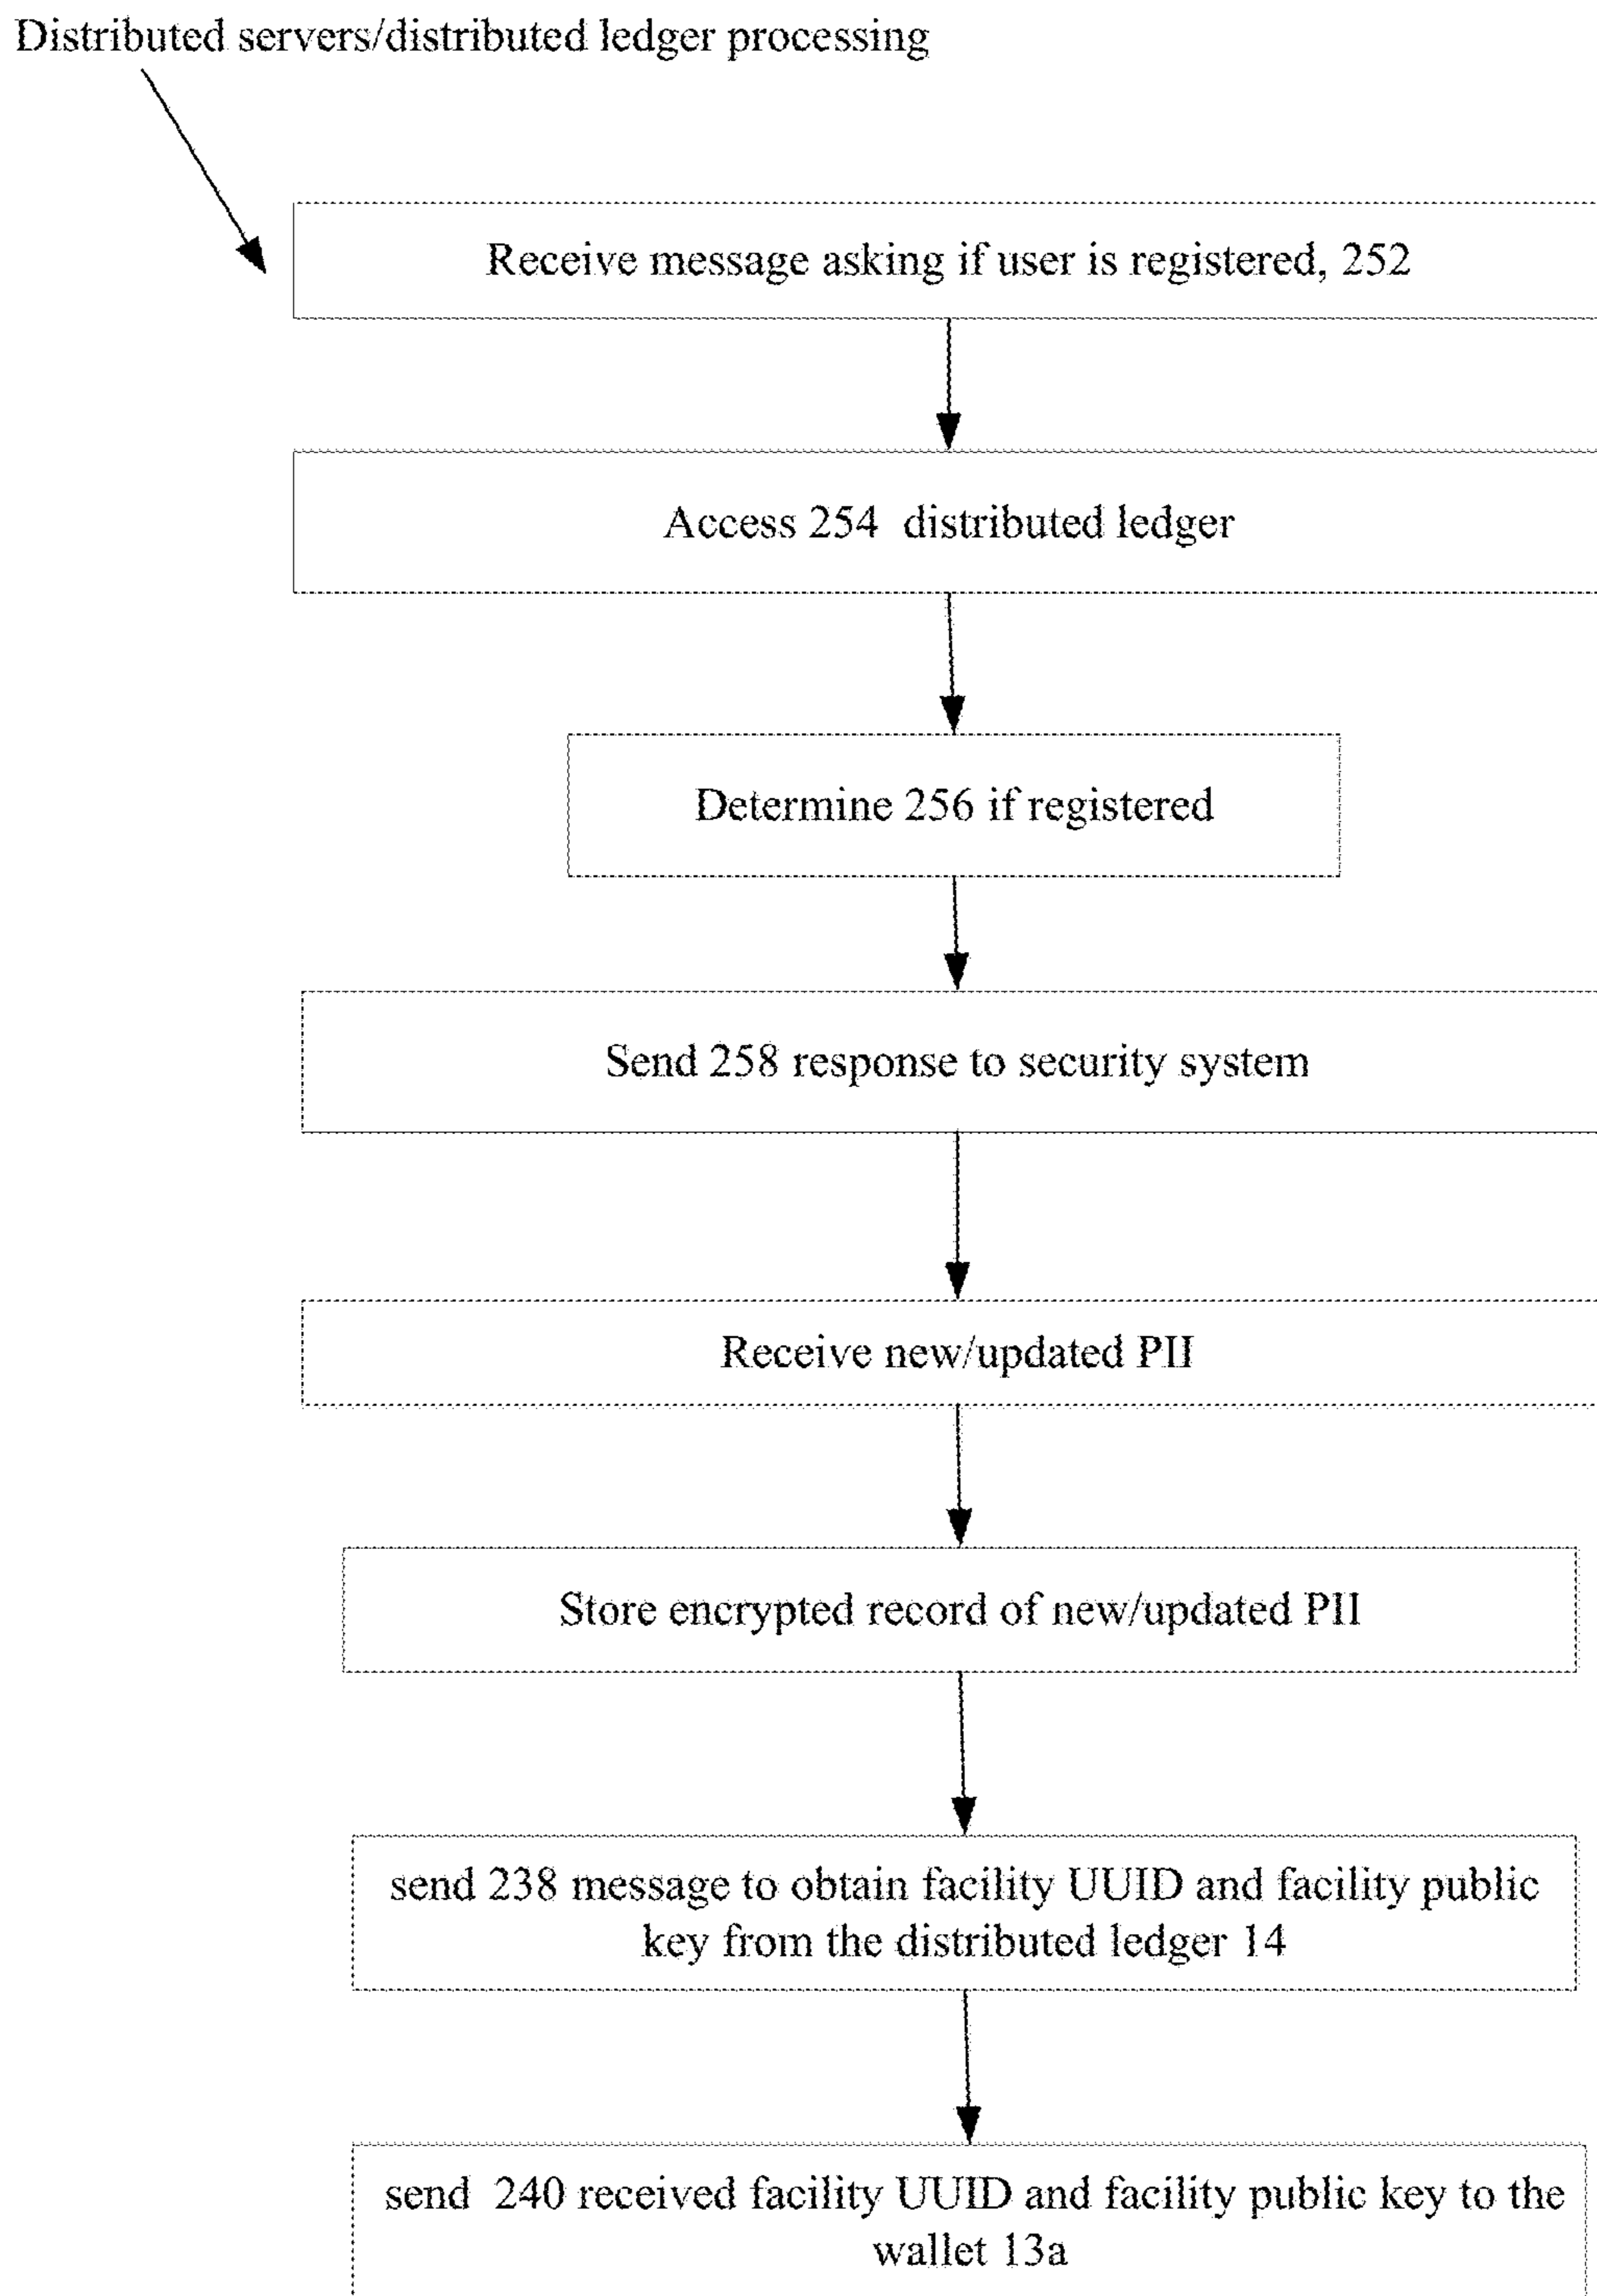 Distributed servers/distributed ledger processing
Receive message asking if user is registered, 252
Access 254 distributed ledger
Determine 256 if registered
Send 258 response to security system
Receive new/updated PII
Store encrypted record of new/updated PII
send 238 message to obtain facility UUID and facility public
key from the distributed ledger 14
send 240 received facility UUID and facility public key to the
wallet 13a